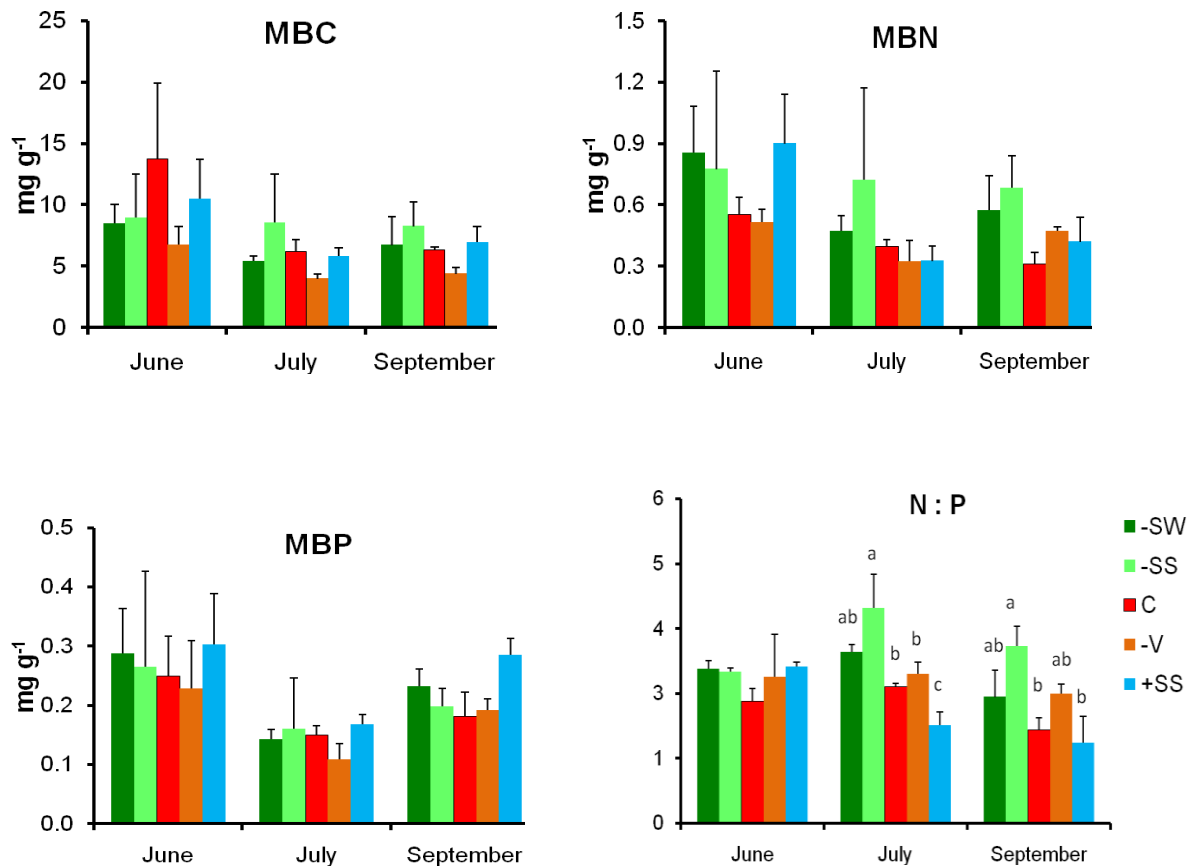 MBC
25
20
15
10
5
0
mg g-1
June July September
MBN
1.5
1.2
0.9
0.6
0.3
0.0
mg g-1
June July September
MBP
0.5
0.4
0.3
0.2
0.1
0.0
mg g-1
June July September
N : P
6
5
4
3
1
0
ab a b b c
ab a b ab b
June July September
-SW
-SS
C
-V
+SS